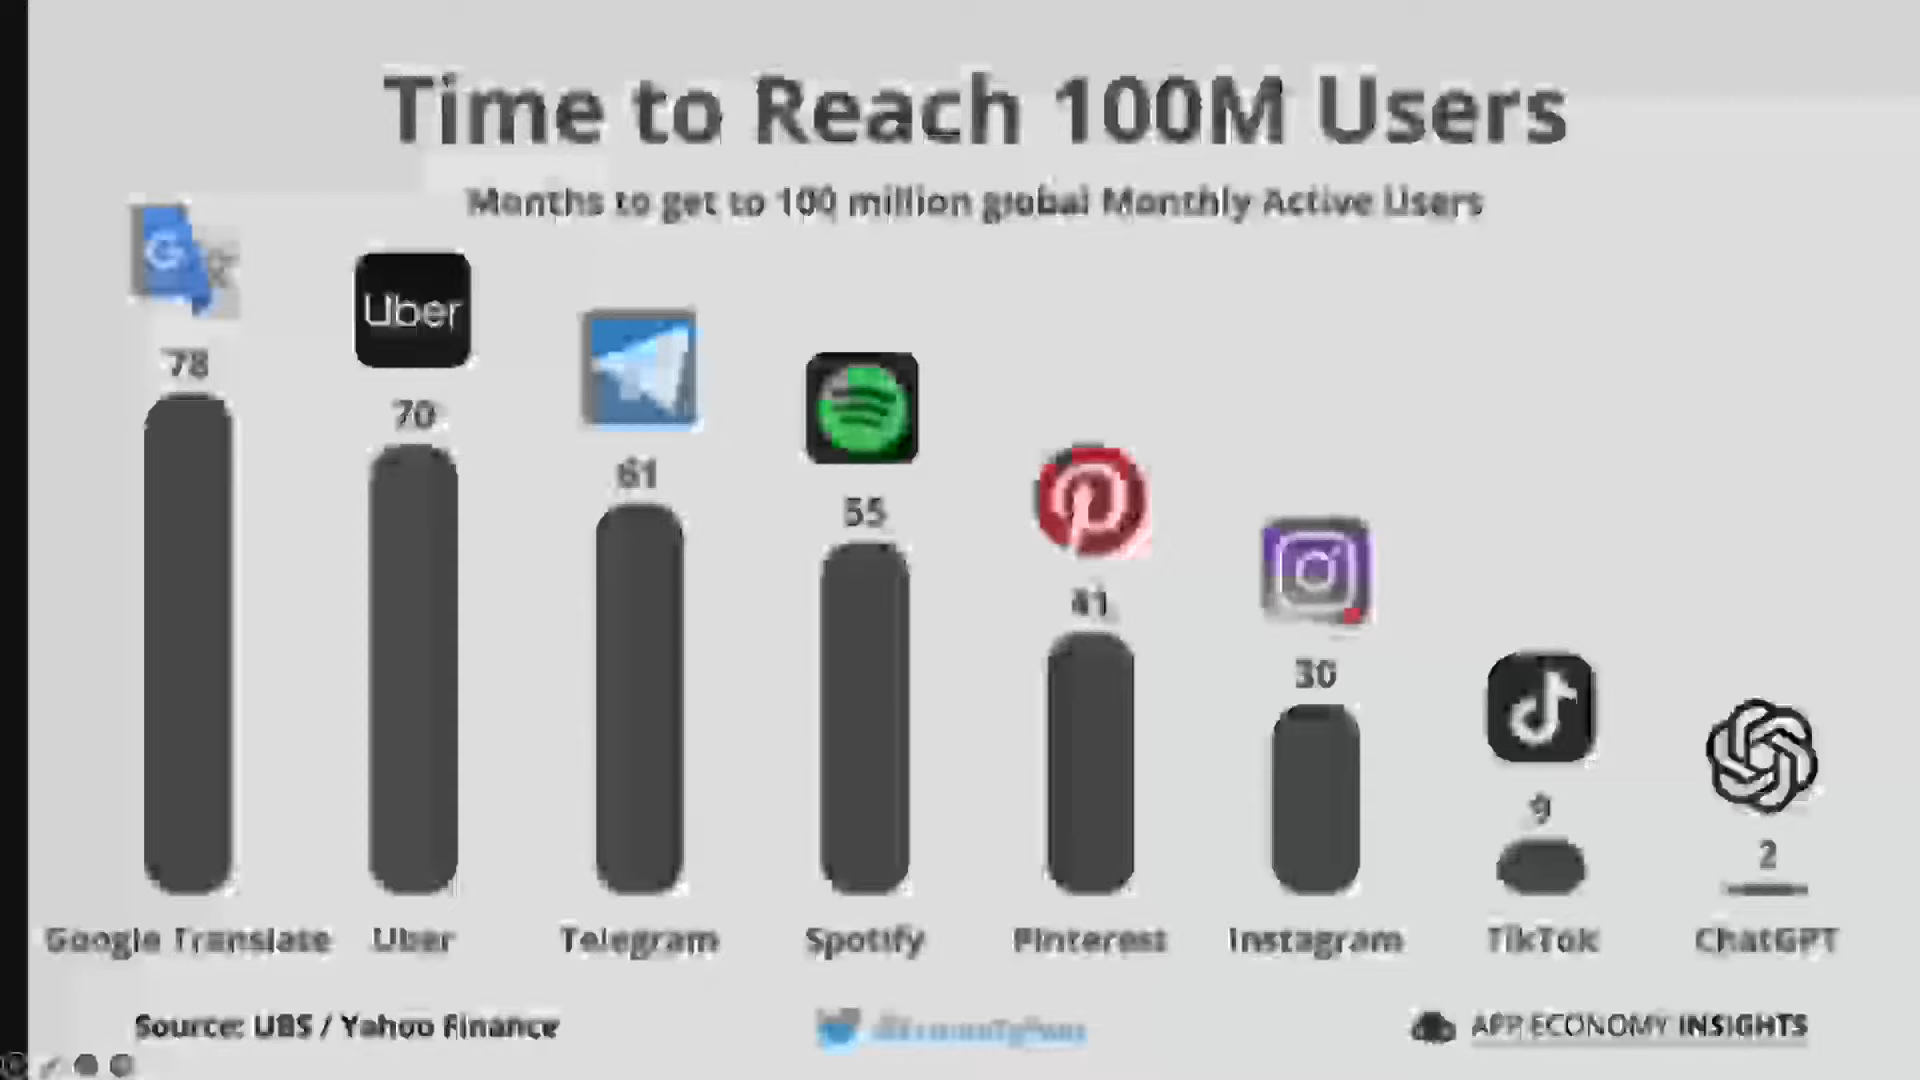 Time to Reach 100M Users
Months to get to 100 million global Monthly Active Users
G
78
Uber
70
61
55
41
30
9
2
Google Translate
Uber
Telegram
Spotify
Pinterest
Instagram
TikTok
ChatGPT
Source: UBS / Yahoo Finance
APP ECONOMY INSIGHTS